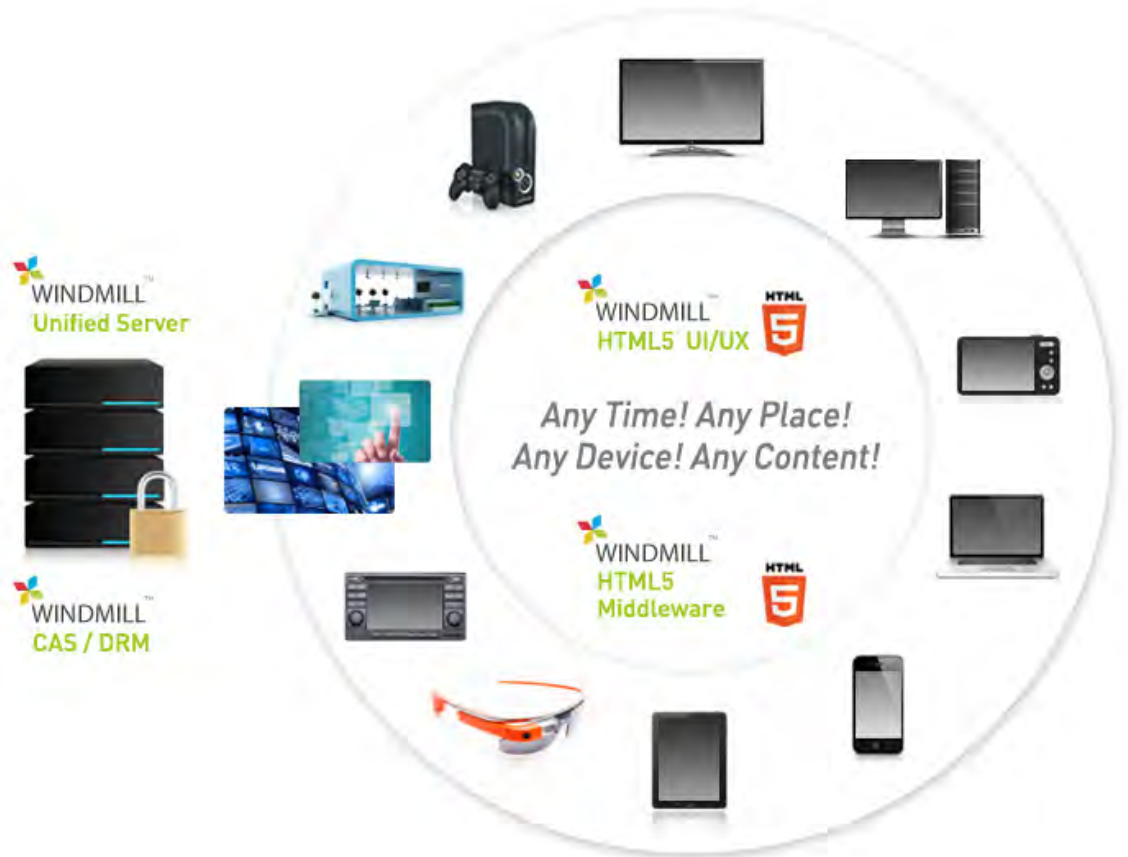 WINDMILL™
Unified Server
WINDMILL™
CAS / DRM
WINDMILL™
HTML5 UI/UX
HTML
5
Any Time! Any Place!
Any Device! Any Content!
WINDMILL™
HTML5
Middleware
HTML
5